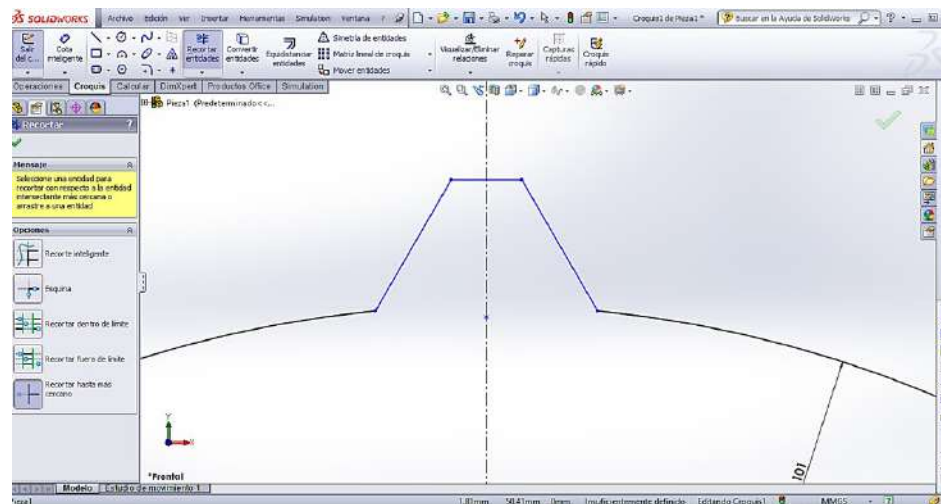 SOLIDWORKS
Archivo Edición Ver Insertar Herramientas Simulation Ventana ?
Croquis1 de Pieza1 *
Buscar en la Ayuda de SolidWorks
Salir del c...
Cota inteligente
Recortar entidades
Convertir entidades
Equidistanciar entidades
Simetría de entidades
Matriz lineal de croquis
Mover entidades
Visualizar/Eliminar relaciones
Reparar croquis
Capturas rápidas
Croquis rápido
Operaciones Croquis Calcular DimXpert Productos Office Simulation
Pieza1 (Predeterminado<<...
Recortar ?
Mensaje
Seleccione una entidad para
recortar con respecto a la entidad
intersectante más cercana o
arrastre a una entidad
Opciones
Recorte inteligente
Esquina
Recortar dentro de límite
Recortar fuera de límite
Recortar hasta más
cercano
101
Y
*Frontal
Modelo Estudio de movimiento 1
Pieza1
1.81mm 50.41mm 0mm Insuficientemente definido Editando Croquis1 MMGS